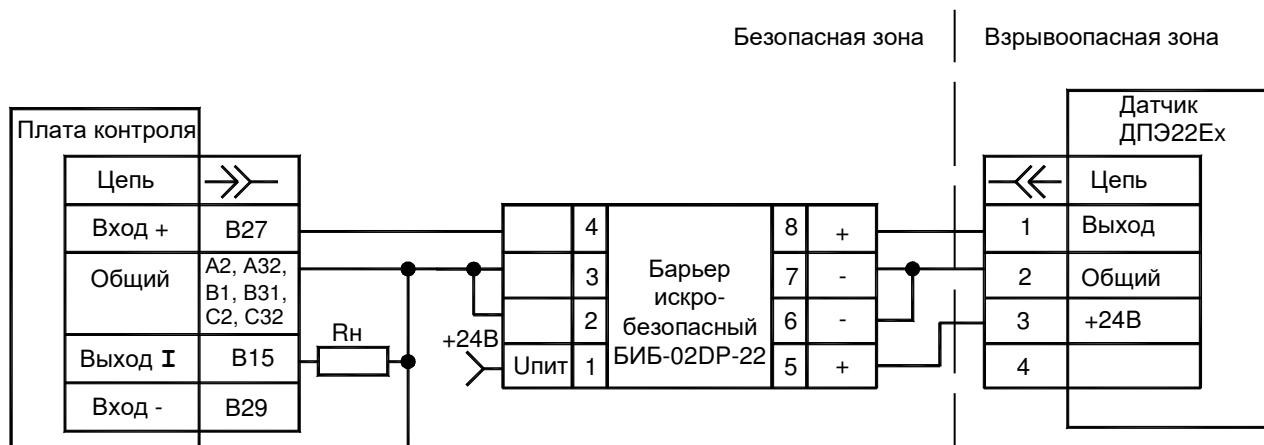 Безопасная зона
Взрывоопасная зона
Плата контроля
Датчик
ДПЭ22Ех
Цепь
Цепь
Вход +
B27
4
8
+
1
Выход
Общий
A2, A32,
B1, B31,
C2, C32
3
Барьер
искро-
безопасный
БИБ-02DP-22
7
-
2
Общий
2
6
-
3
+24В
Выход I
B15
Rн
+24В
Uпит
1
5
+
4
Вход -
B29